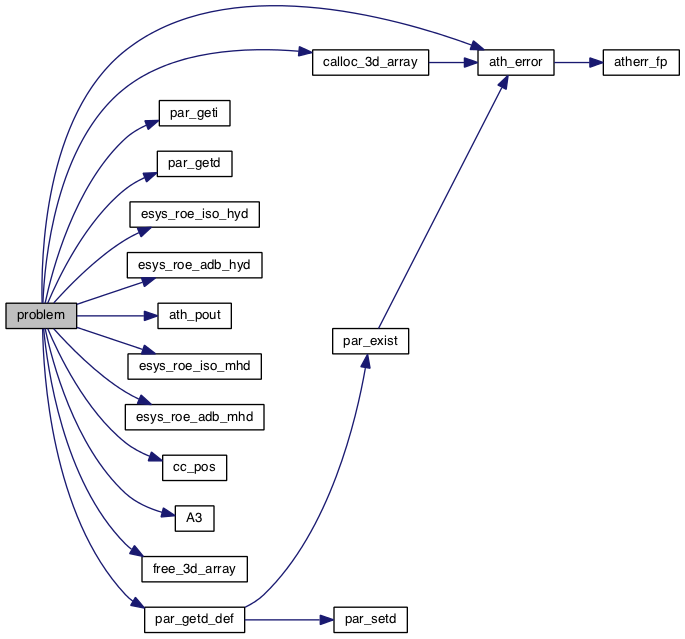 calloc_3d_array
ath_error
atherr_fp
par_geti
par_getd
esys_roe_iso_hyd
esys_roe_adb_hyd
problem
ath_pout
par_exist
esys_roe_iso_mhd
esys_roe_adb_mhd
cc_pos
A3
free_3d_array
par_getd_def
par_setd